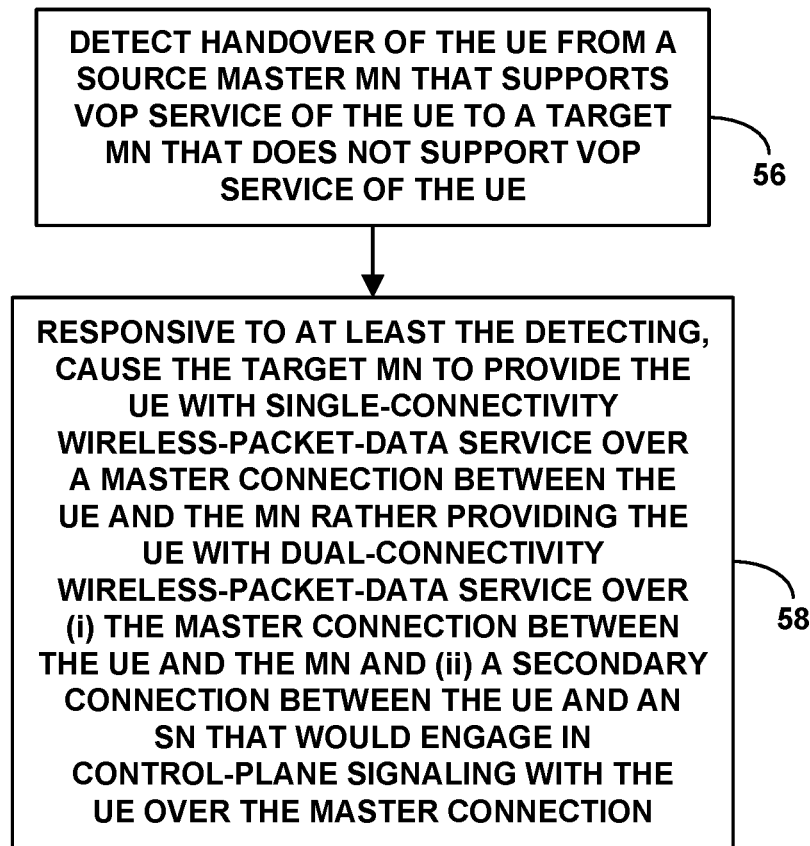 DETECT HANDOVER OF THE UE FROM A
SOURCE MASTER MN THAT SUPPORTS
VOP SERVICE OF THE UE TO A TARGET
MN THAT DOES NOT SUPPORT VOP
SERVICE OF THE UE
56
RESPONSIVE TO AT LEAST THE DETECTING,
CAUSE THE TARGET MN TO PROVIDE THE
UE WITH SINGLE-CONNECTIVITY
WIRELESS-PACKET-DATA SERVICE OVER
A MASTER CONNECTION BETWEEN THE
UE AND THE MN RATHER PROVIDING THE
UE WITH DUAL-CONNECTIVITY
WIRELESS-PACKET-DATA SERVICE OVER
(i) THE MASTER CONNECTION BETWEEN
THE UE AND THE MN AND (ii) A SECONDARY
CONNECTION BETWEEN THE UE AND AN
SN THAT WOULD ENGAGE IN
CONTROL-PLANE SIGNALING WITH THE
UE OVER THE MASTER CONNECTION
58